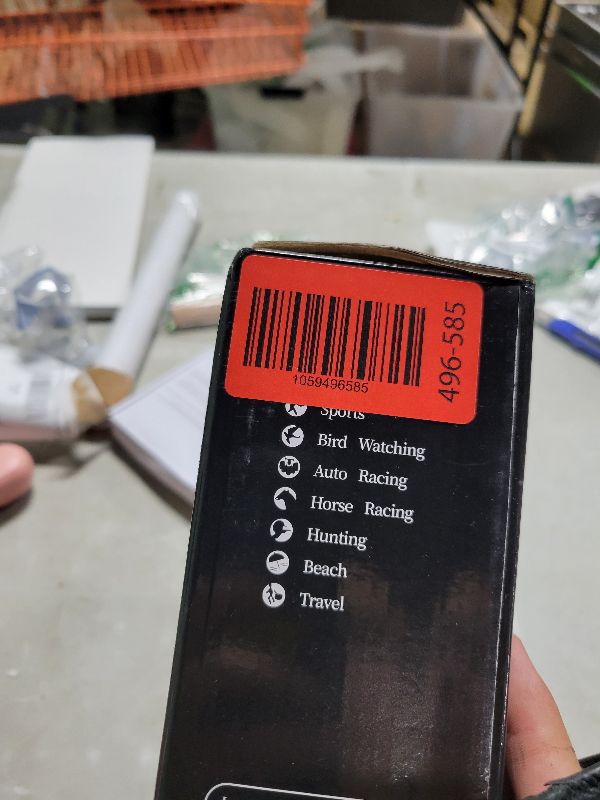 1059496585
496-585
Sports
Bird Watching
Auto Racing
Horse Racing
Hunting
Beach
Travel